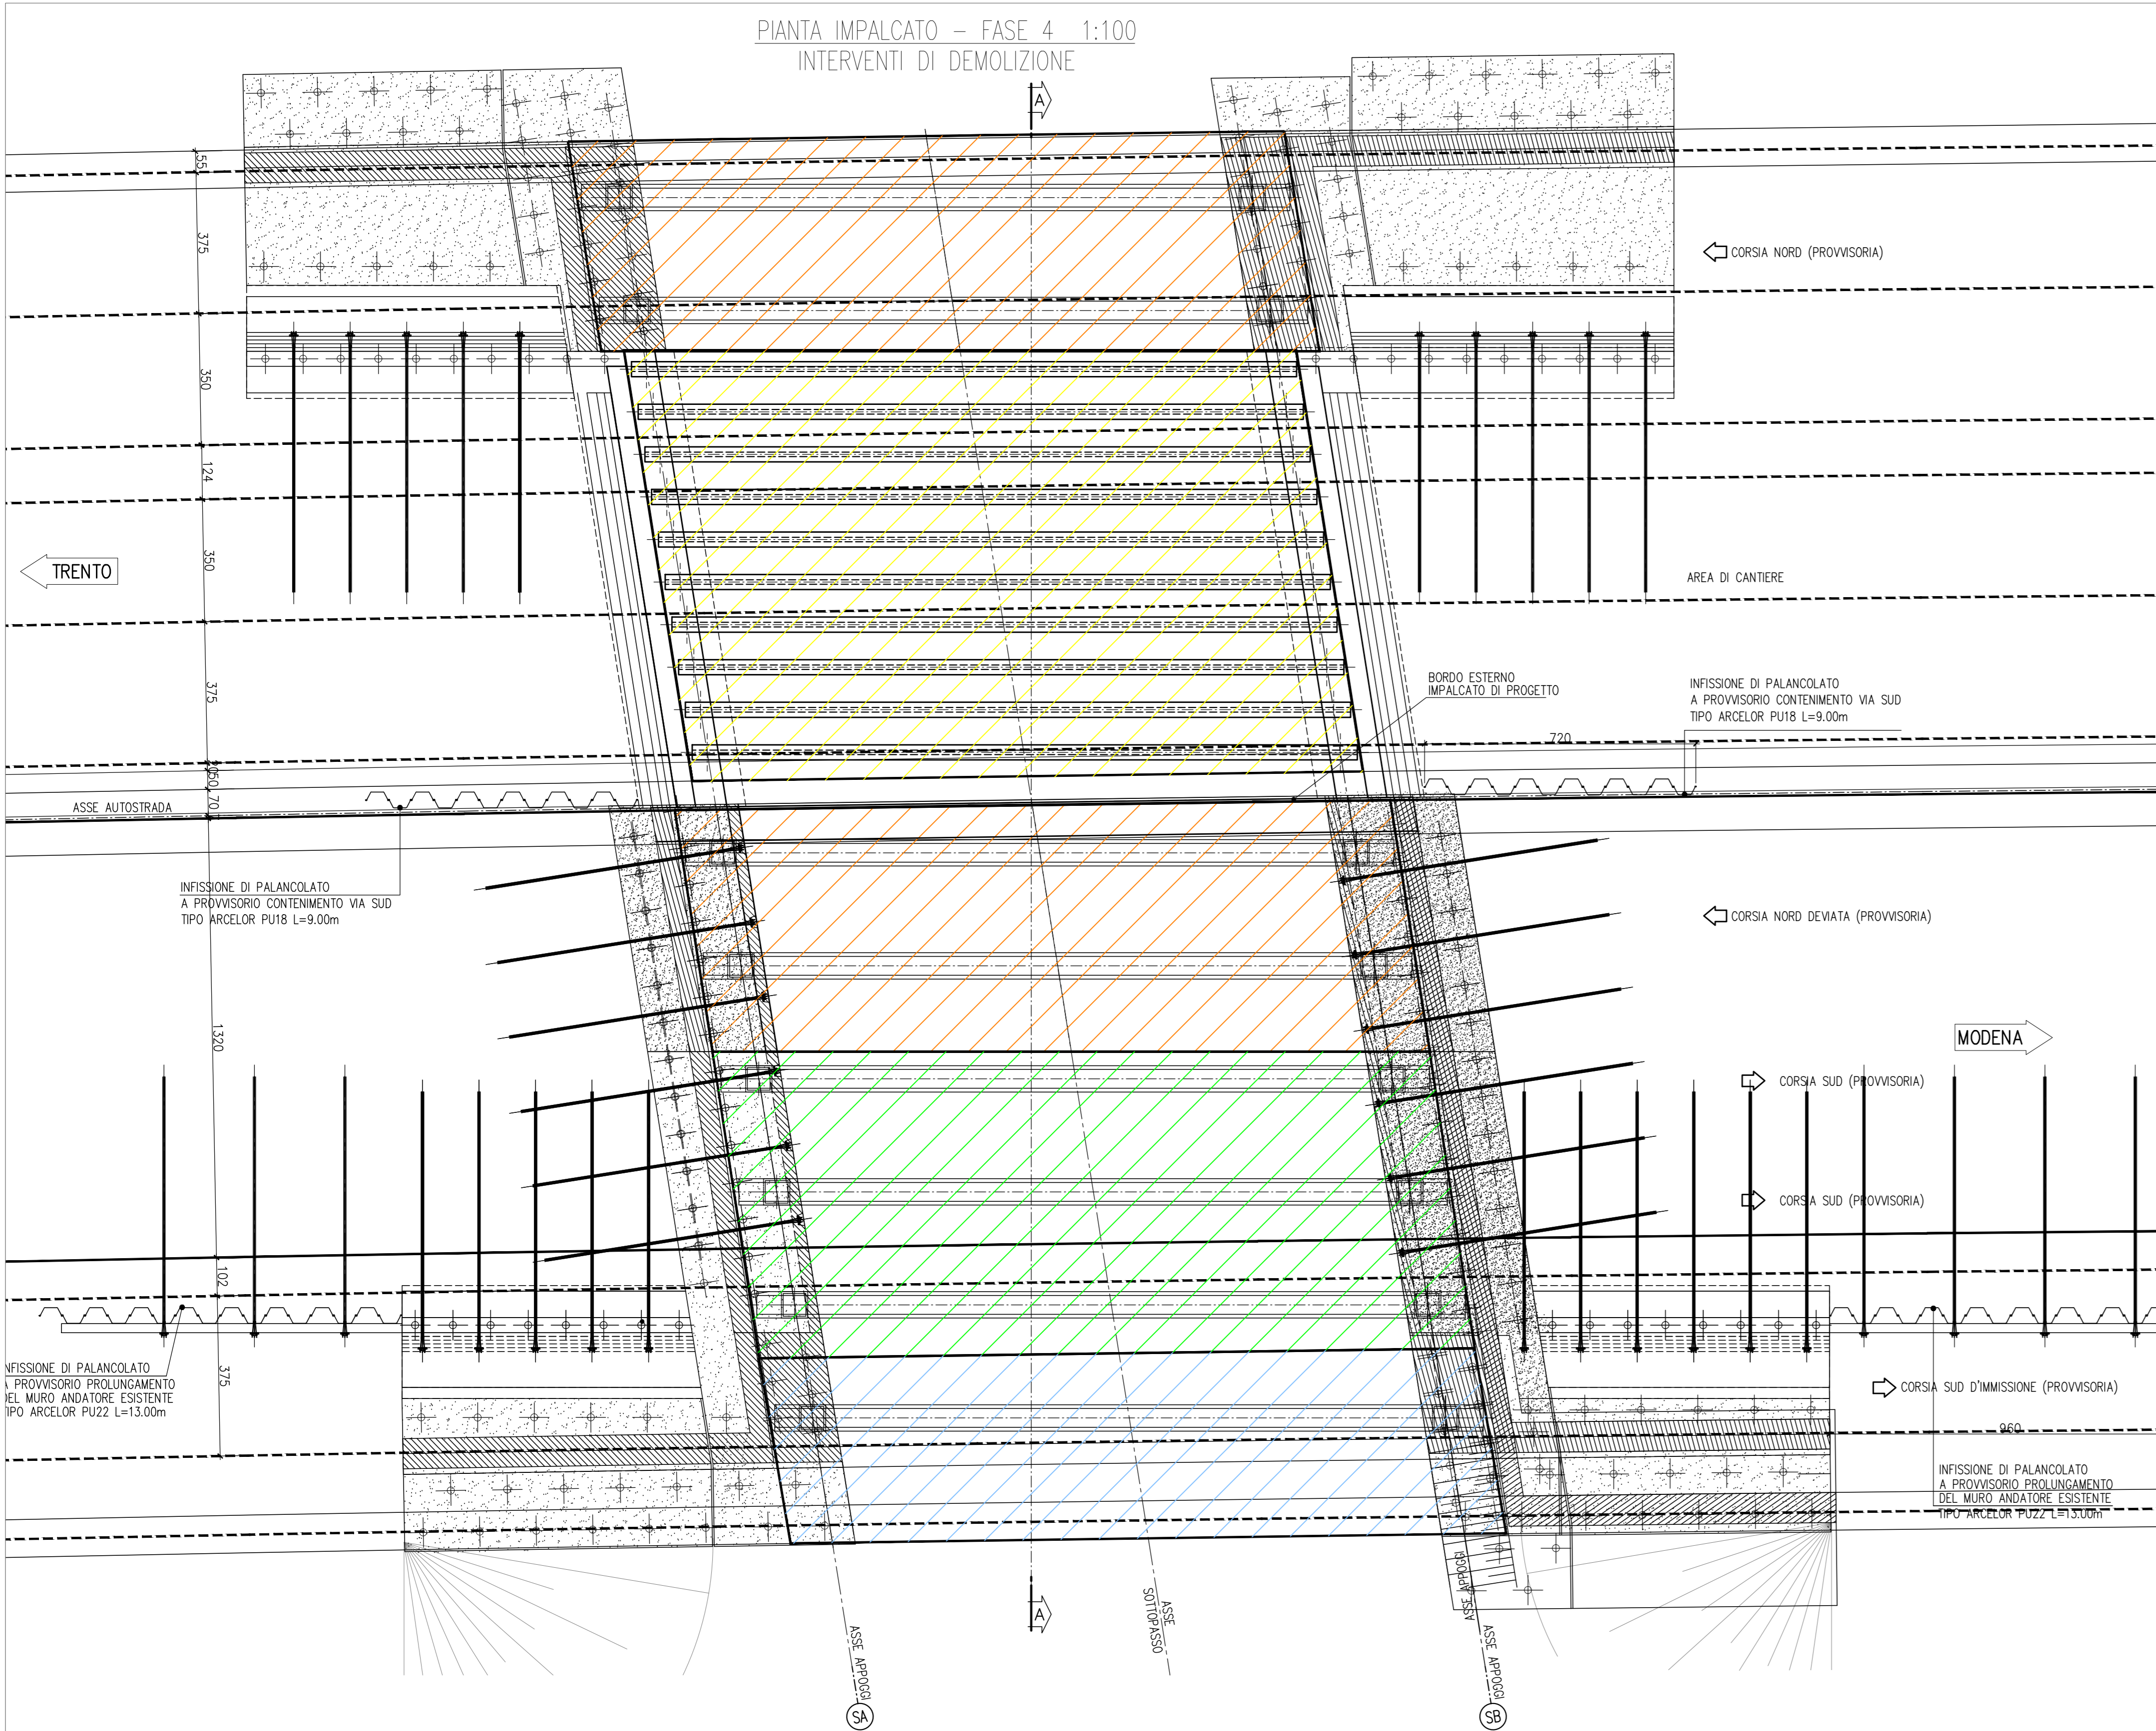 PIANTA IMPALCATO – FASE 4 1:100
INTERVENTI DI DEMOLIZIONE
A
55
375
350
124
350
375
50
70
1320
102
375
CORSIA NORD (PROVVISORIA)
TRENTO
AREA DI CANTIERE
BORDO ESTERNO
IMPALCATO DI PROGETTO
INFISSIONE DI PALANCOLATO
A PROVVISORIO CONTENIMENTO VIA SUD
TIPO ARCELOR PU18 L=9.00m
720
ASSE AUTOSTRADA
INFISSIONE DI PALANCOLATO
A PROVVISORIO CONTENIMENTO VIA SUD
TIPO ARCELOR PU18 L=9.00m
CORSIA NORD DEVIATA (PROVVISORIA)
MODENA
CORSIA SUD (PROVVISORIA)
CORSIA SUD (PROVVISORIA)
NFISSIONE DI PALANCOLATO
A PROVVISORIO PROLUNGAMENTO
DEL MURO ANDATORE ESISTENTE
TIPO ARCELOR PU22 L=13.00m
CORSIA SUD D'IMMISSIONE (PROVVISORIA)
960
INFISSIONE DI PALANCOLATO
A PROVVISORIO PROLUNGAMENTO
DEL MURO ANDATORE ESISTENTE
TIPO ARCELOR PU22 L=13.00m
A
ASSE APPOGGI
ASSE
SOTTOPASSO
ASSE APPOGGI
ASSE APPOGGI
SA
SB